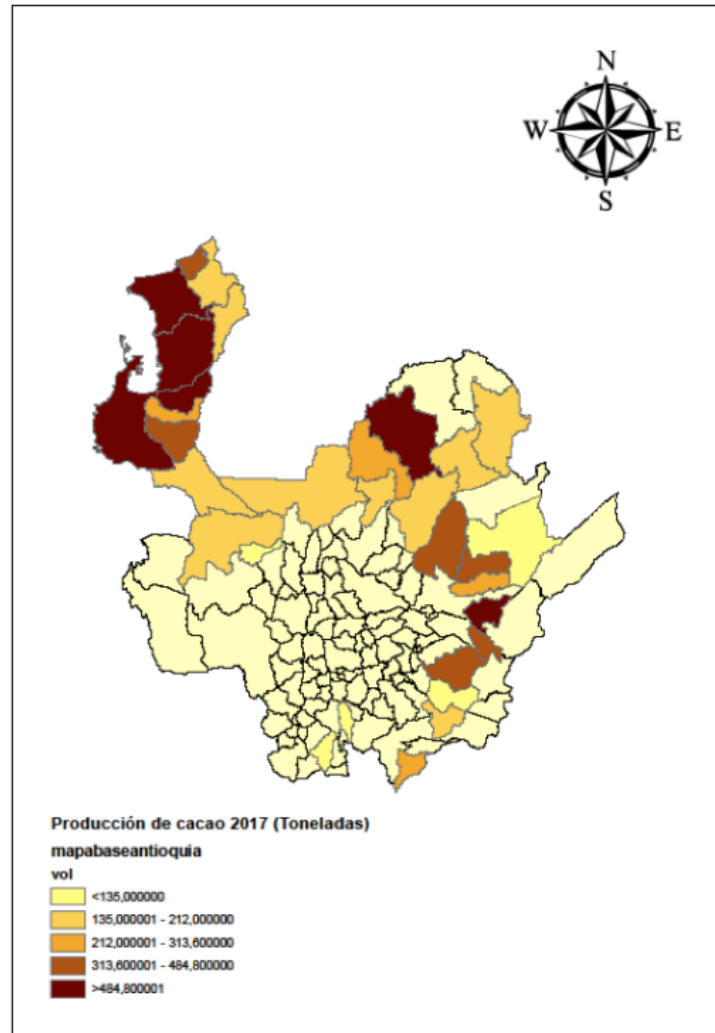 N
W E
S
Producción de cacao 2017 (Toneladas)
mapabaseantioquia
vol
<135,000000
135,000001 - 212,000000
212,000001 - 313,600000
313,600001 - 484,800000
>484,800001